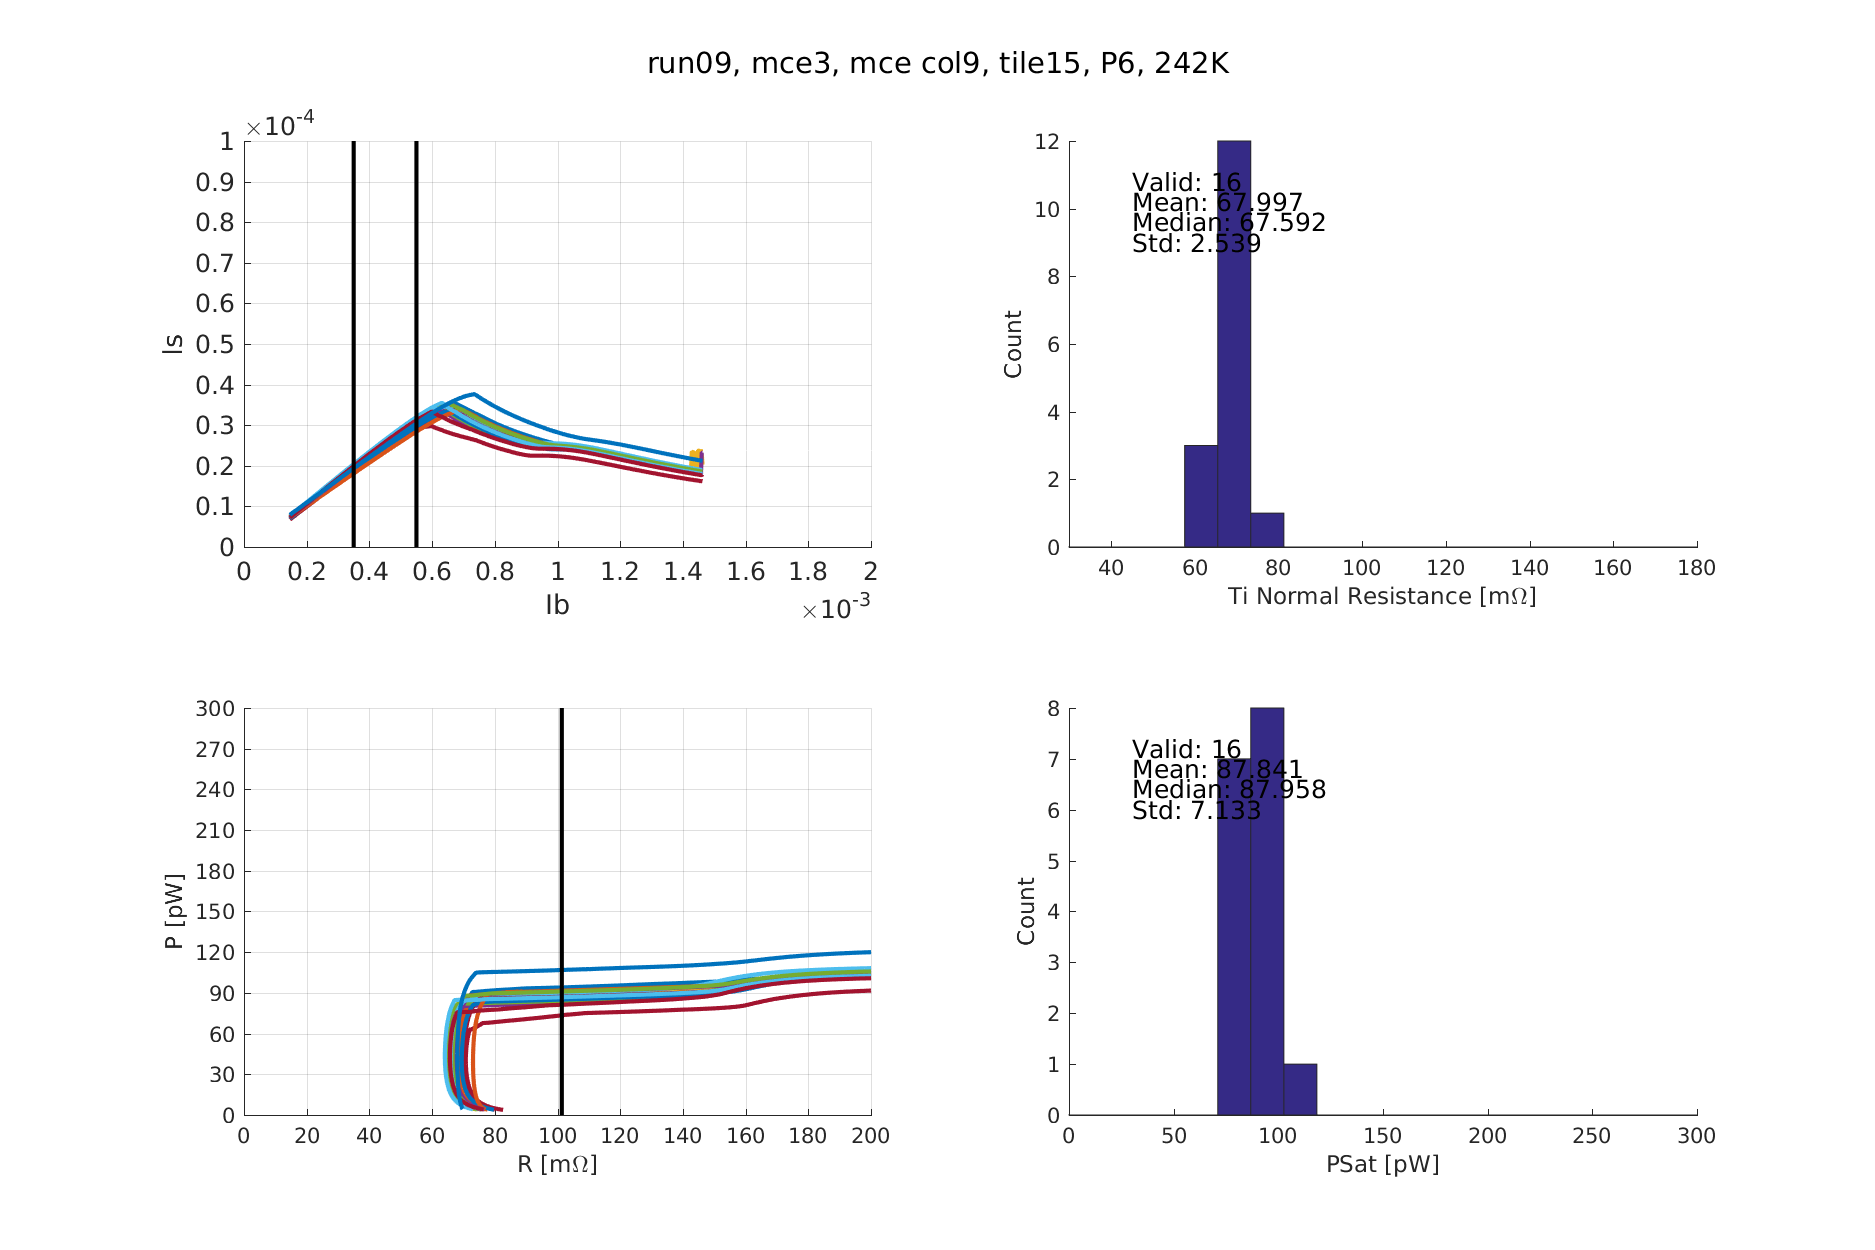 run09, mce3, mce col9, tile15, P6, 242K
×10-4
1
0.9
0.8
0.7
0.6
0.5
0.4
0.3
0.2
0.1
0
Is
0 0.2 0.4 0.6 0.8 1 1.2 1.4 1.6 1.8 2
Ib
×10-3
12
10
8
6
4
2
0
Count
Valid: 16
Mean: 67.997
Median: 67.592
Std: 2.539
40 60 80 100 120 140 160 180
Ti Normal Resistance [mΩ]
300
270
240
210
180
150
120
90
60
30
0
P [pW]
0 20 40 60 80 100 120 140 160 180 200
R [mΩ]
8
7
6
5
4
3
2
1
0
Count
Valid: 16
Mean: 87.841
Median: 87.958
Std: 7.133
0 50 100 150 200 250 300
PSat [pW]